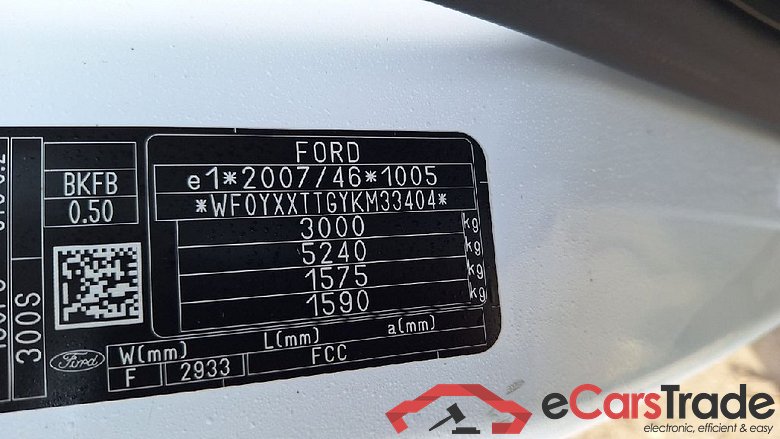 FORD
e1*2007/46*1005
*WF0YXXTTGYKM33404*
3000 kg
5240 kg
1575 kg
1590 kg
BKFB
0.50
300S
Ford
W(mm) L(mm) a(mm)
F 2933 FCC
eCarsTrade
electronic, efficient & easy